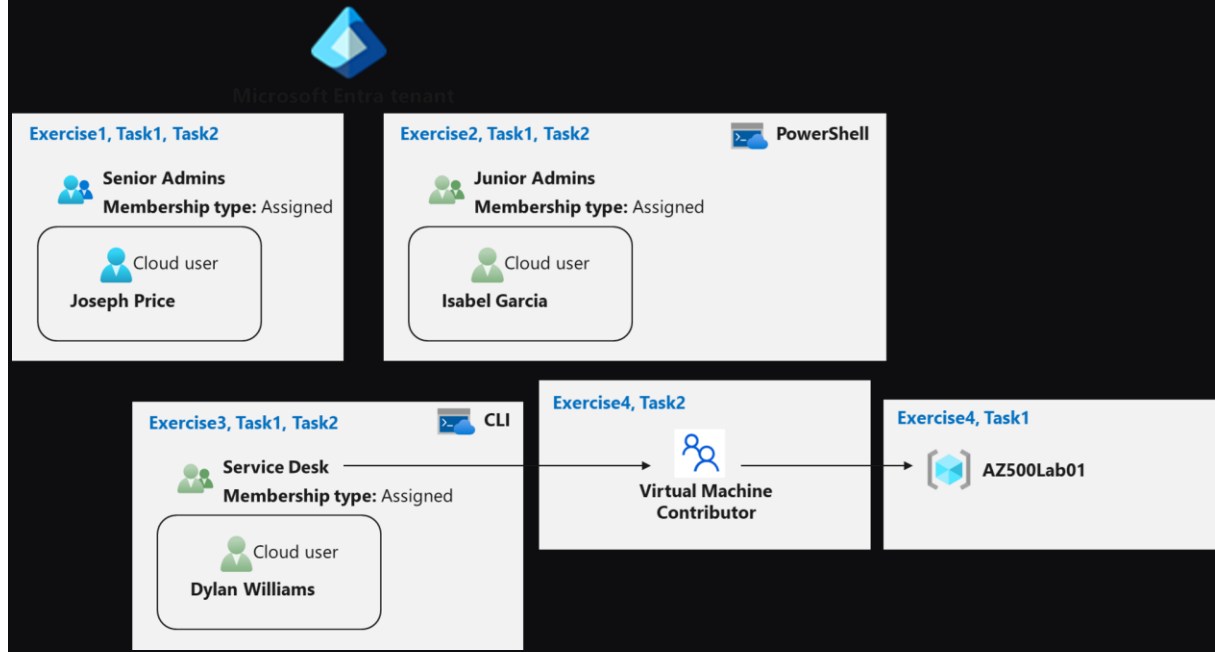 Microsoft Entra tenant
Exercise1, Task1, Task2
Senior Admins
Membership type: Assigned
Cloud user
Joseph Price
Exercise2, Task1, Task2
PowerShell
Junior Admins
Membership type: Assigned
Cloud user
Isabel Garcia
Exercise3, Task1, Task2
CLI
Service Desk
Membership type: Assigned
Cloud user
Dylan Williams
Exercise4, Task2
Virtual Machine
Contributor
Exercise4, Task1
AZ500Lab01